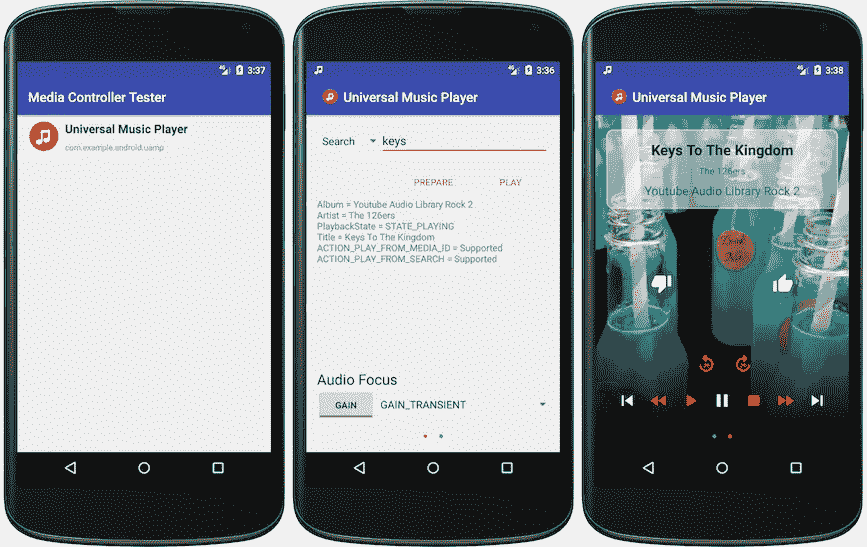 3:37
Media Controller Tester
Universal Music Player
com.example.android.uamp
3:36
Universal Music Player
Search keys
PREPARE PLAY
Album = Youtube Audio Library Rock 2
Artist = The 126ers
PlaybackState = STATE_PLAYING
Title = Keys To The Kingdom
ACTION_PLAY_FROM_MEDIA_ID = Supported
ACTION_PLAY_FROM_SEARCH = Supported
Audio Focus
GAIN GAIN_TRANSIENT
3:38
Universal Music Player
Keys To The Kingdom
The 126ers
Youtube Audio Library Rock 2